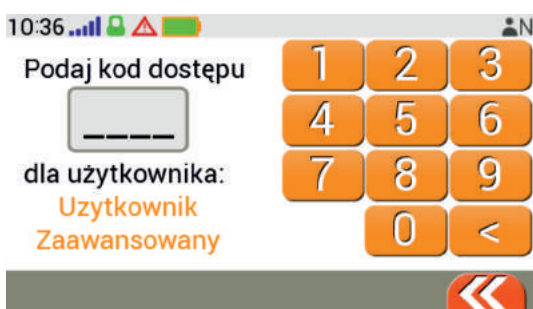 10:36
N
Podaj kod dostępu
____
dla użytkownika:
Uzytkownik
Zaawansowany
1 2 3
4 5 6
7 8 9
0 <